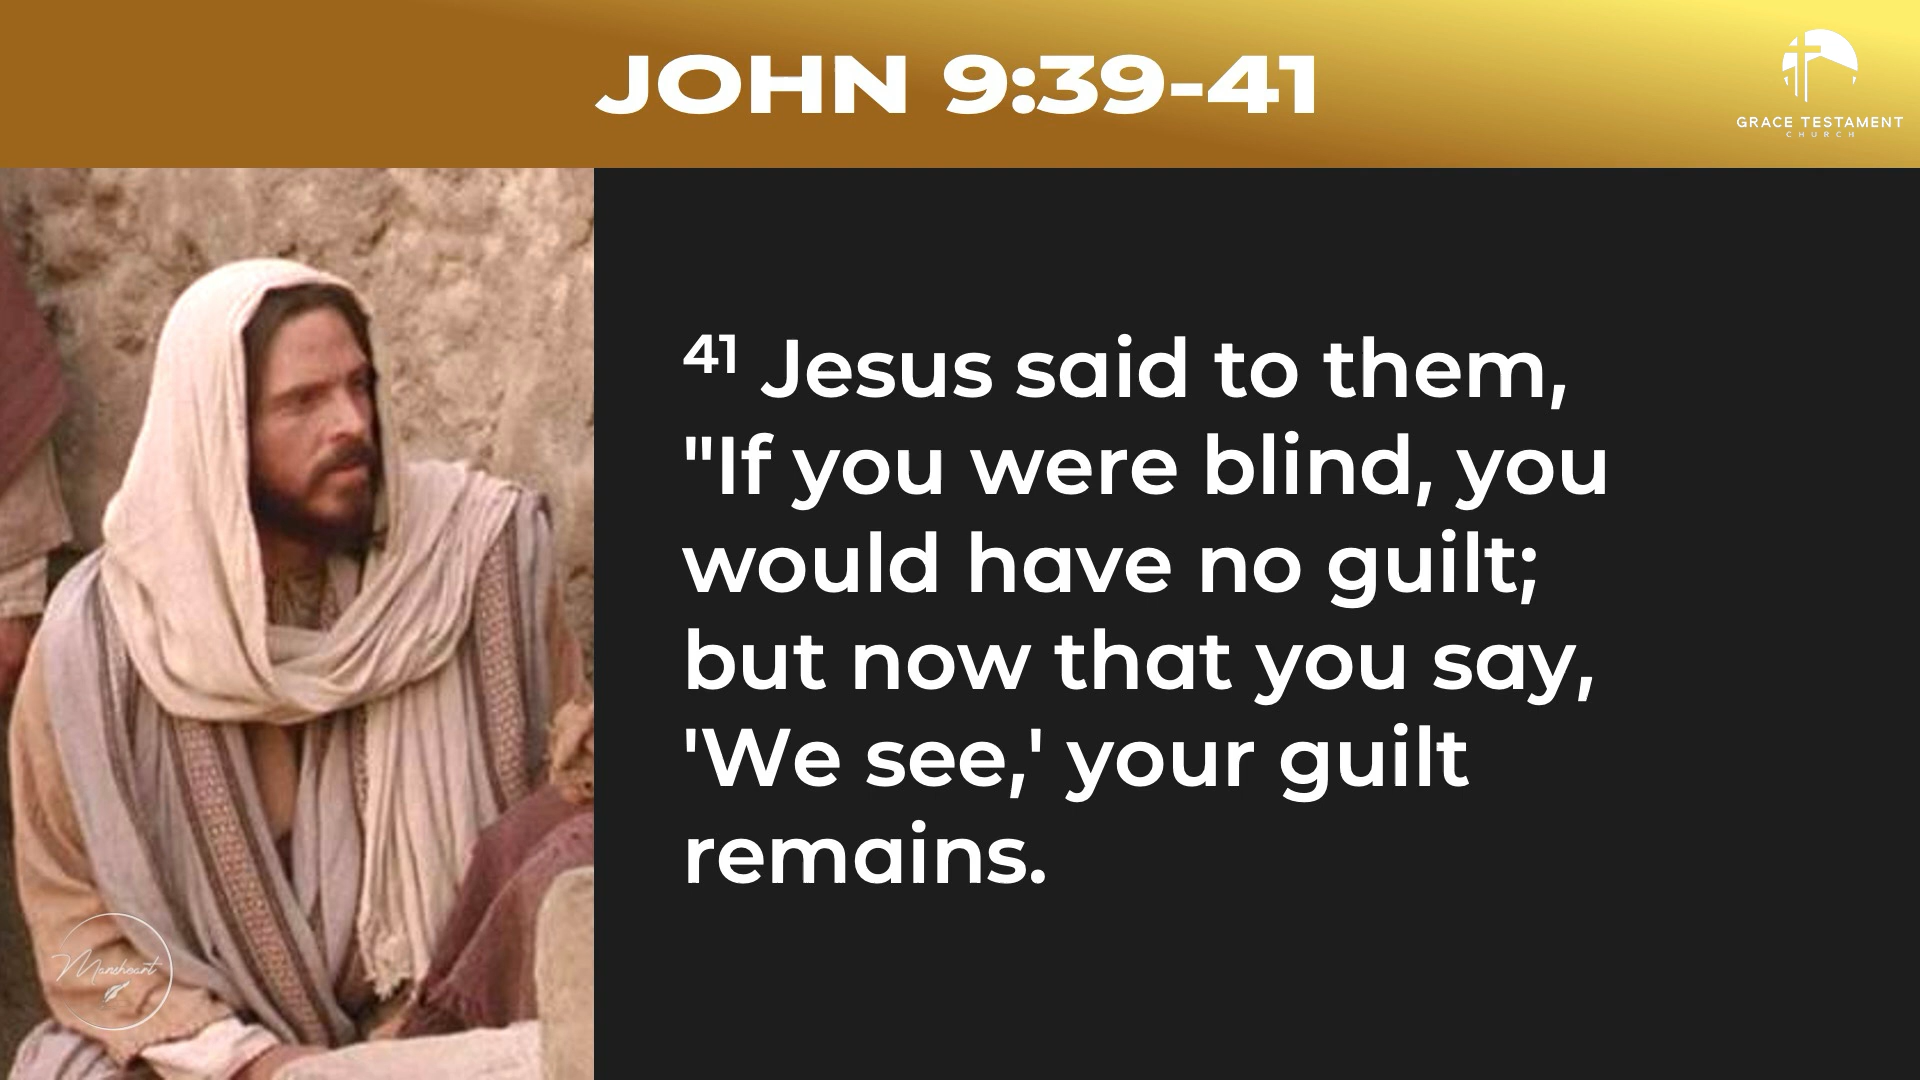 JOHN 9:39-41
GRACE TESTAMENT
CHURCH
41 Jesus said to them,
"If you were blind, you
would have no guilt;
but now that you say,
'We see,' your guilt
remains.
Mansheart